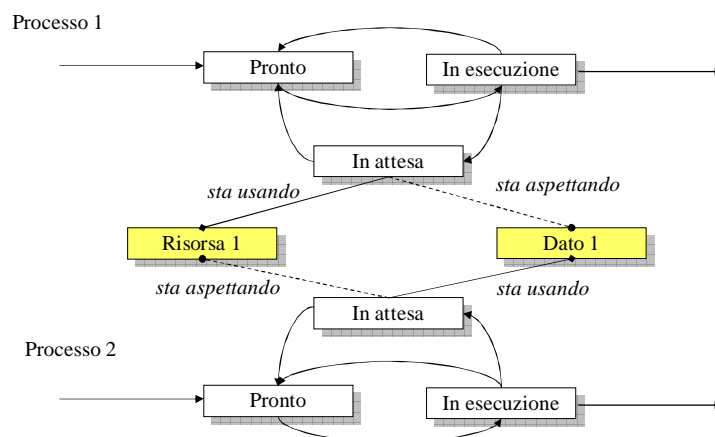 Processo 1
Pronto
In esecuzione
In attesa
sta usando
sta aspettando
Risorsa 1
Dato 1
sta aspettando
sta usando
In attesa
Processo 2
Pronto
In esecuzione